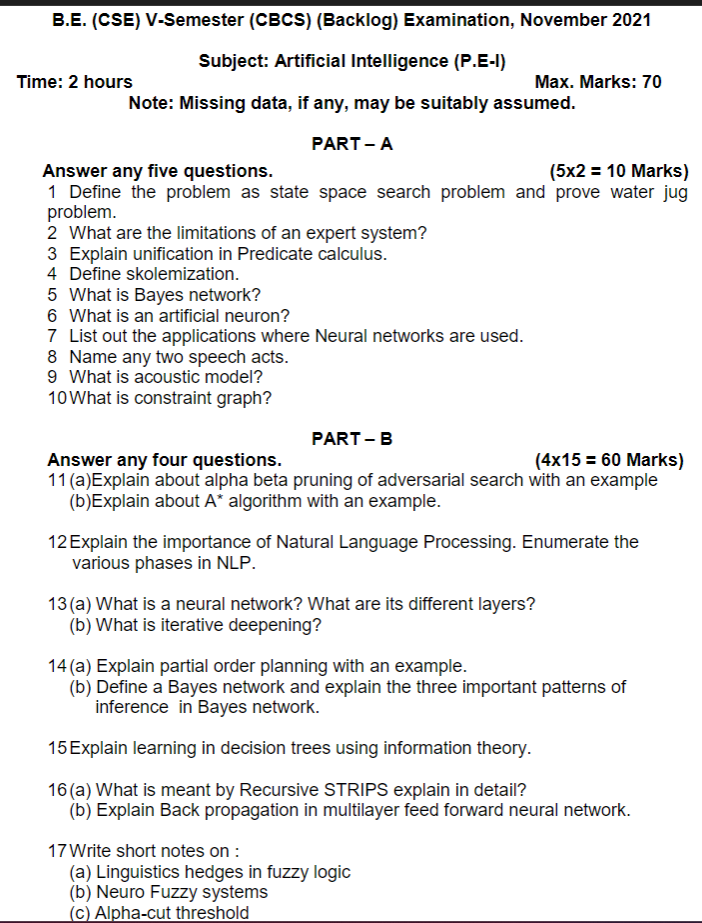 B.E. (CSE) V-Semester (CBCS) (Backlog) Examination, November 2021
Subject: Artificial Intelligence (P.E-I)
Time: 2 hours Max. Marks: 70
Note: Missing data, if any, may be suitably assumed.
PART – A
Answer any five questions. (5x2 = 10 Marks)
1 Define the problem as state space search problem and prove water jug
problem.
2 What are the limitations of an expert system?
3 Explain unification in Predicate calculus.
4 Define skolemization.
5 What is Bayes network?
6 What is an artificial neuron?
7 List out the applications where Neural networks are used.
8 Name any two speech acts.
9 What is acoustic model?
10 What is constraint graph?
PART – B
Answer any four questions. (4x15 = 60 Marks)
11 (a)Explain about alpha beta pruning of adversarial search with an example
(b)Explain about A* algorithm with an example.
12 Explain the importance of Natural Language Processing. Enumerate the
various phases in NLP.
13 (a) What is a neural network? What are its different layers?
(b) What is iterative deepening?
14 (a) Explain partial order planning with an example.
(b) Define a Bayes network and explain the three important patterns of
inference in Bayes network.
15 Explain learning in decision trees using information theory.
16 (a) What is meant by Recursive STRIPS explain in detail?
(b) Explain Back propagation in multilayer feed forward neural network.
17 Write short notes on :
(a) Linguistics hedges in fuzzy logic
(b) Neuro Fuzzy systems
(c) Alpha-cut threshold